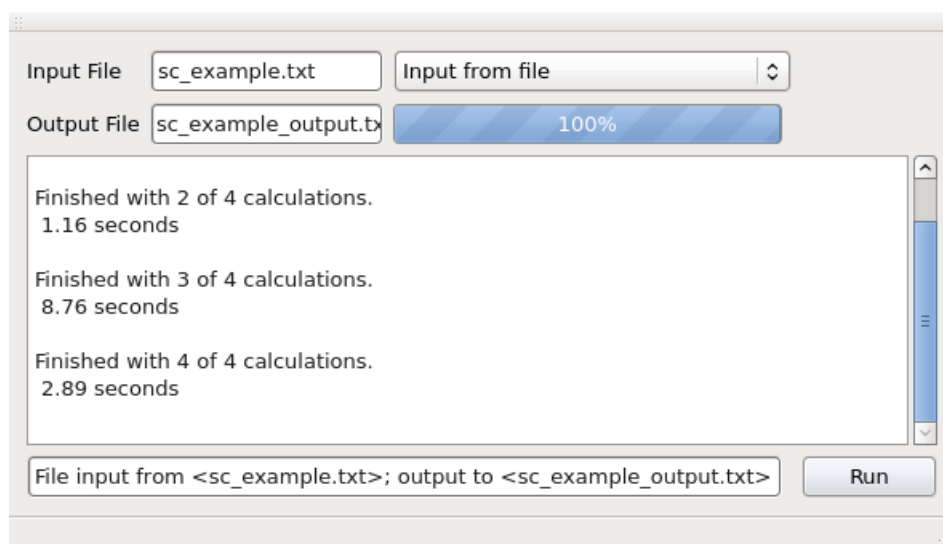 Input File sc_example.txt Input from file
Output File sc_example_output.tx 100%
Finished with 2 of 4 calculations.
1.16 seconds
Finished with 3 of 4 calculations.
8.76 seconds
Finished with 4 of 4 calculations.
2.89 seconds
File input from <sc_example.txt>; output to <sc_example_output.txt> Run